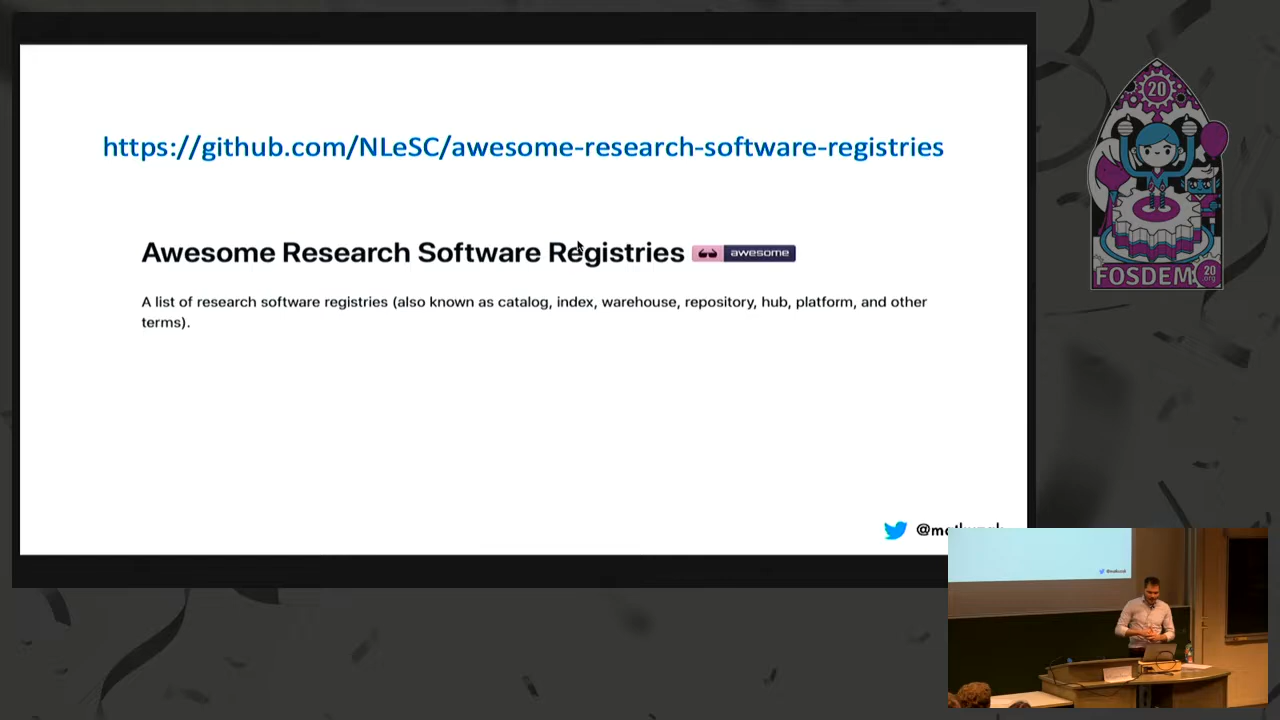 https://github.com/NLeSC/awesome-research-software-registries
Awesome Research Software Registries
awesome
A list of research software registries (also known as catalog, index, warehouse, repository, hub, platform, and other
terms).
20
FOSDEM
20
.org